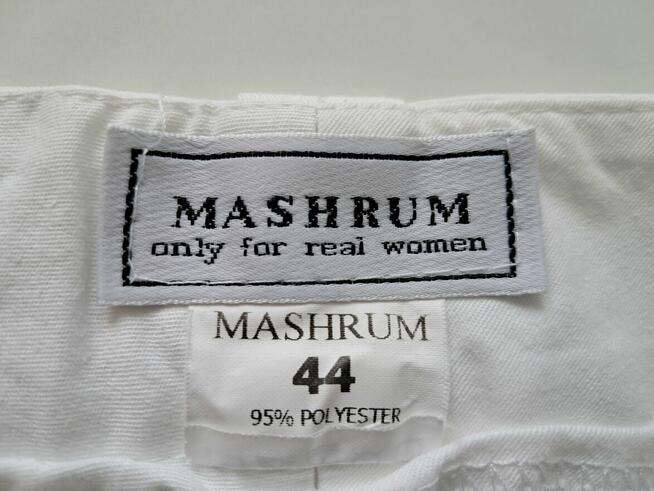 MASHRUM
only for real women
MASHRUM
44
95% POLYESTER